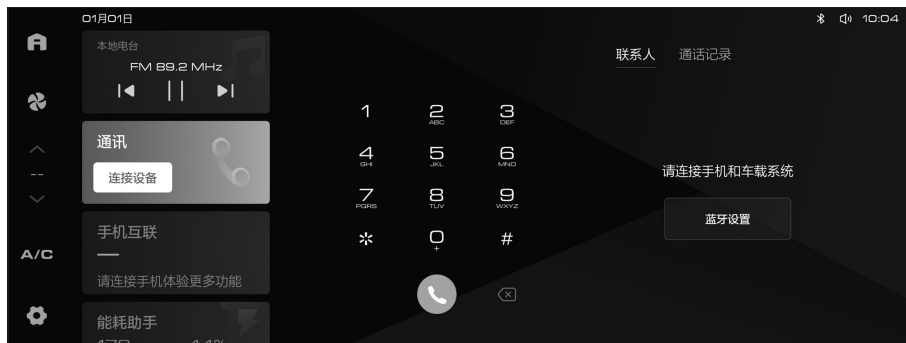 01月01日
10:04
本地电台
FM 89.2 MHz
通讯
连接设备
手机互联
请连接手机体验更多功能
能耗助手
--
A/C
1
2 ABC
3 DEF
4 GHI
5 JKL
6 MNO
7 PQRS
8 TUV
9 WXYZ
*
0 +
#
联系人 通话记录
请连接手机和车载系统
蓝牙设置